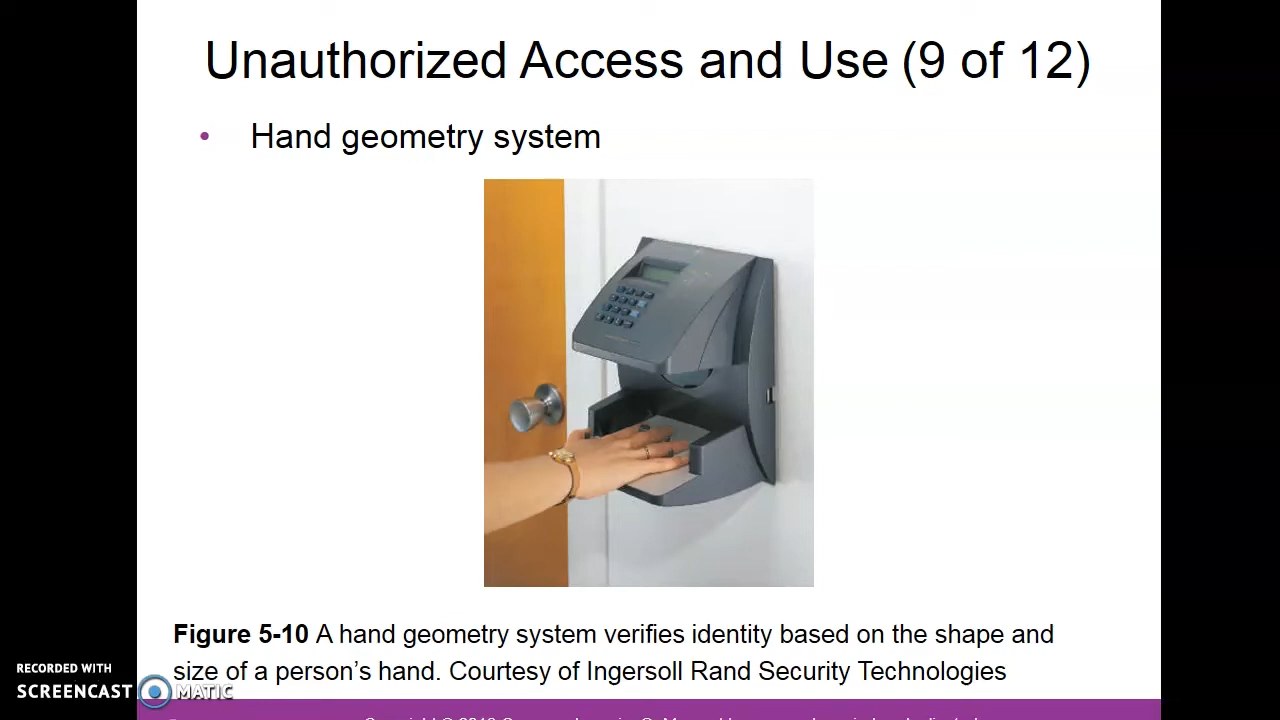 Unauthorized Access and Use (9 of 12)
• Hand geometry system
Figure 5-10 A hand geometry system verifies identity based on the shape and
size of a person's hand. Courtesy of Ingersoll Rand Security Technologies
RECORDED WITH
SCREENCAST MATIC